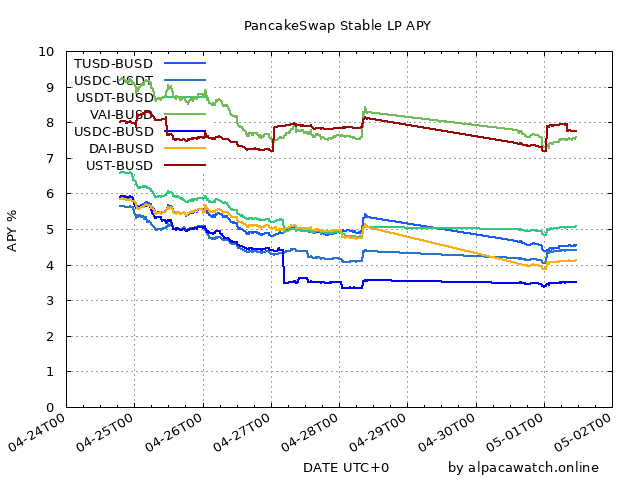 PancakeSwap Stable LP APY
10
9
8
7
6
5
4
3
2
1
0
APY %
TUSD-BUSD
USDC-USDT
USDT-BUSD
VAI-BUSD
USDC-BUSD
DAI-BUSD
UST-BUSD
04-24T00
04-25T00
04-26T00
04-27T00
04-28T00
04-29T00
04-30T00
05-01T00
05-02T00
DATE UTC+0
by alpacawatch.online